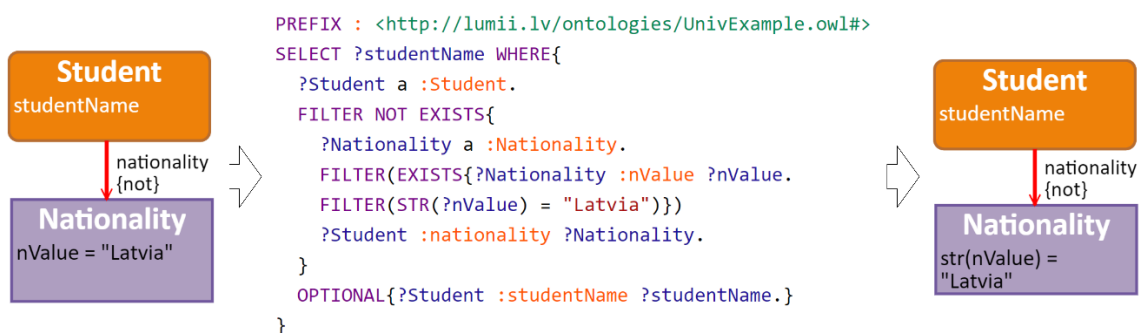 Student
studentName
nationality
{not}
Nationality
nValue = "Latvia"
PREFIX : <http://lumii.lv/ontologies/UnivExample.owl#>
SELECT ?studentName WHERE{
?Student a :Student.
FILTER NOT EXISTS{
?Nationality a :Nationality.
FILTER(EXISTS{?Nationality :nValue ?nValue.
FILTER(STR(?nValue) = "Latvia")})
?Student :nationality ?Nationality.
}
OPTIONAL{?Student :studentName ?studentName.}
}
Student
studentName
nationality
{not}
Nationality
str(nValue) =
"Latvia"